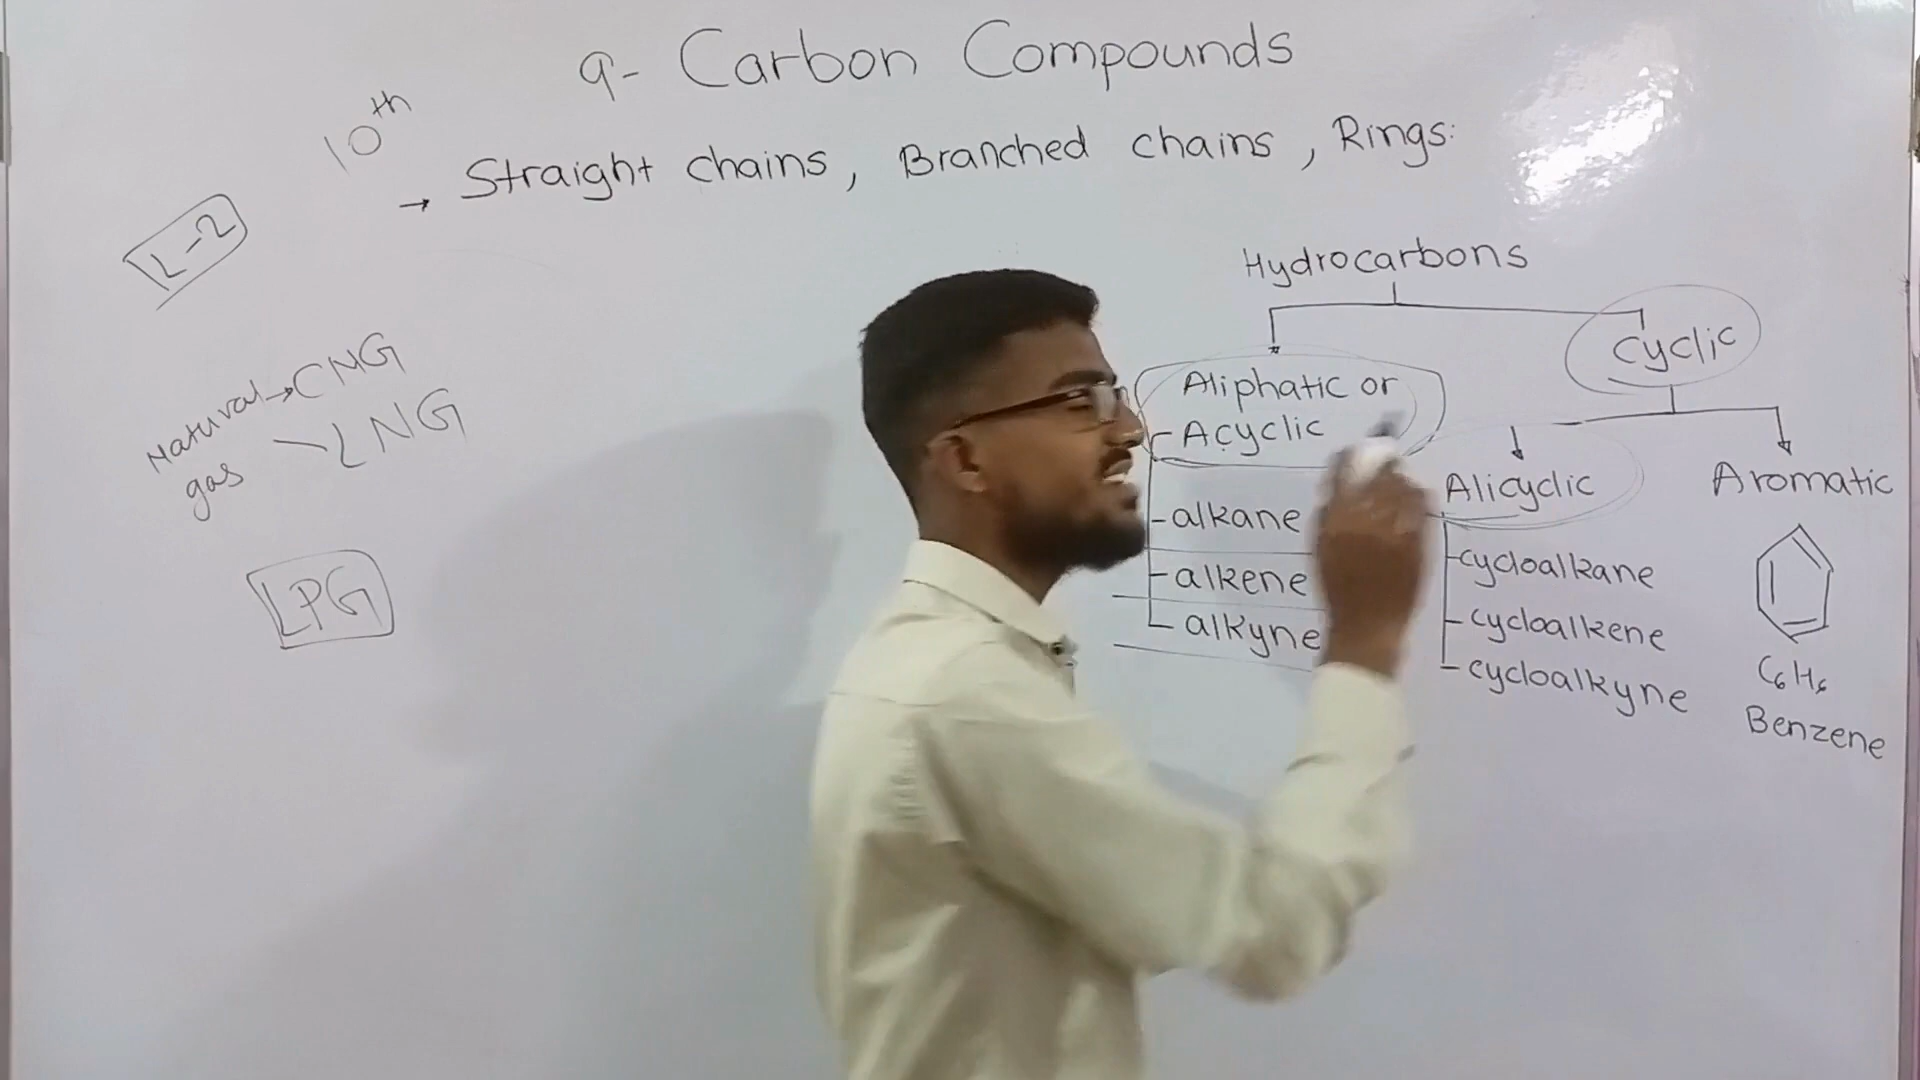 9- Carbon Compounds
10th
→ Straight chains, Branched chains, Rings:
L-2
Hydrocarbons
Cyclic
Aliphatic or
Acyclic
alkane
alkene
alkyne
Alicyclic
cycloalkane
cycloalkene
cycloalkyne
Aromatic
C6H6
Benzene
Natural → CNG
gas LNG
LPG